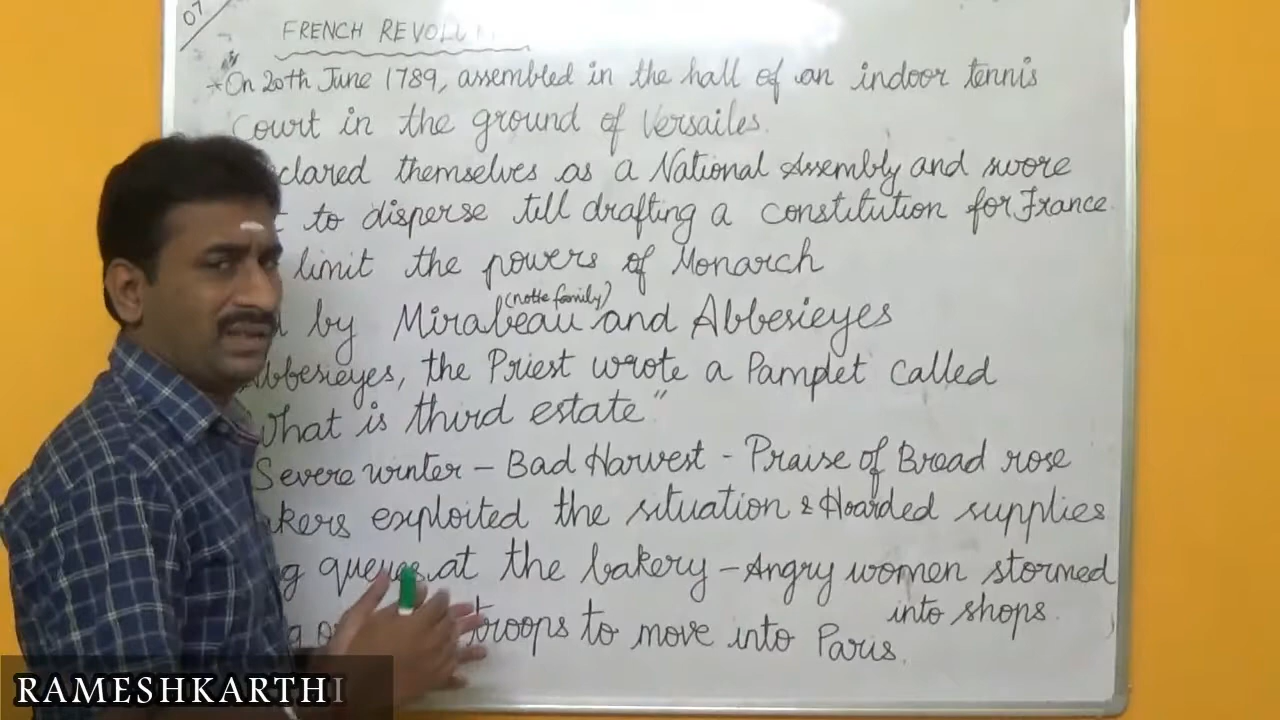 07
FRENCH REVOLU
*On 20th June 1789, assembled in the hall of an indoor tennis
Court in the ground of Versailes.
clared themselves as a National Assembly and swore
to disperse till drafting a constitution for France.
limit the powers of Monarch
(noble family)
by Mirabeau and Abbesieyes
Abbesieyes, the Priest wrote a Pamplet called
What is third estate"
Severe winter - Bad Harvest - Praise of Bread rose
akers exploited the situation & Hoarded supplies
g queues at the bakery - Angry women stormed
into shops.
troops to move into Paris.
RAMESHKARTHI